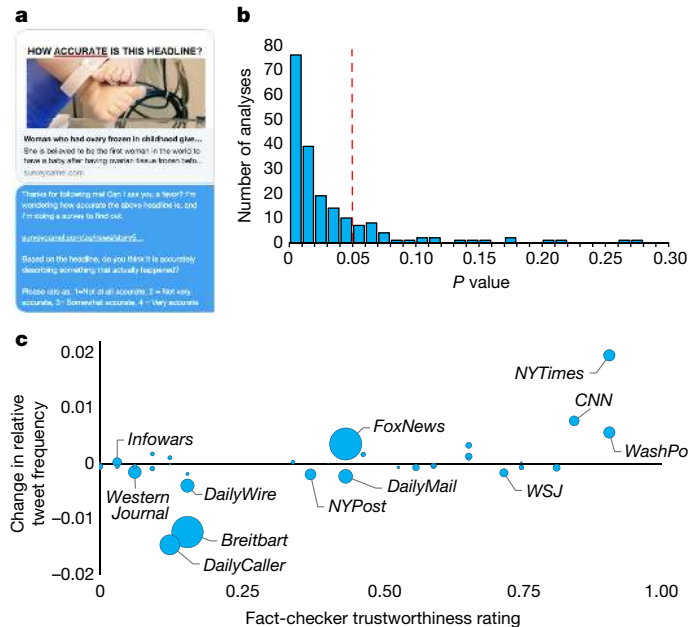 a
HOW ACCURATE IS THIS HEADLINE?
Woman who had ovary frozen in childhood give...
She is believed to be the first woman in the world to
have a baby after having ovarian tissue frozen befo...
surveycamel.com
Thanks for following me! Can I ask you a favor? I'm
wondering how accurate the above headline is, and
I'm doing a survey to find out.
Based on the headline, do you think it is accurately
describing something that actually happened?
Please rate as: 1=Not at all accurate, 2 = Not very
accurate, 3= Somewhat accurate, 4 = Very accurate
b
Number of analyses
80
70
60
50
40
30
20
10
0
0 0.05 0.10 0.15 0.20 0.25 0.30
P value
c
Change in relative
tweet frequency
0.02
0.01
0
−0.01
−0.02
NYTimes
CNN
WashPo
FoxNews
Infowars
Western
Journal
DailyWire
NYPost
DailyMail
WSJ
Breitbart
DailyCaller
0 0.25 0.50 0.75 1.00
Fact-checker trustworthiness rating